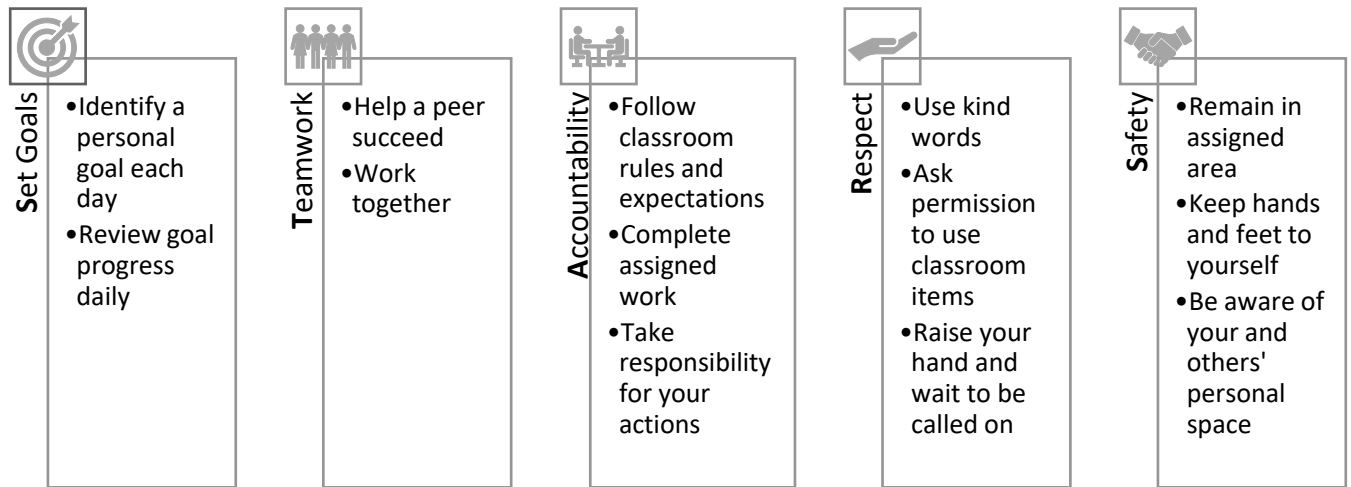 Set Goals
•Identify a
personal
goal each
day
•Review goal
progress
daily
Teamwork
•Help a peer
succeed
•Work
together
Accountability
•Follow
classroom
rules and
expectations
•Complete
assigned
work
•Take
responsibility
for your
actions
Respect
•Use kind
words
•Ask
permission
to use
classroom
items
•Raise your
hand and
wait to be
called on
Safety
•Remain in
assigned
area
•Keep hands
and feet to
yourself
•Be aware of
your and
others'
personal
space